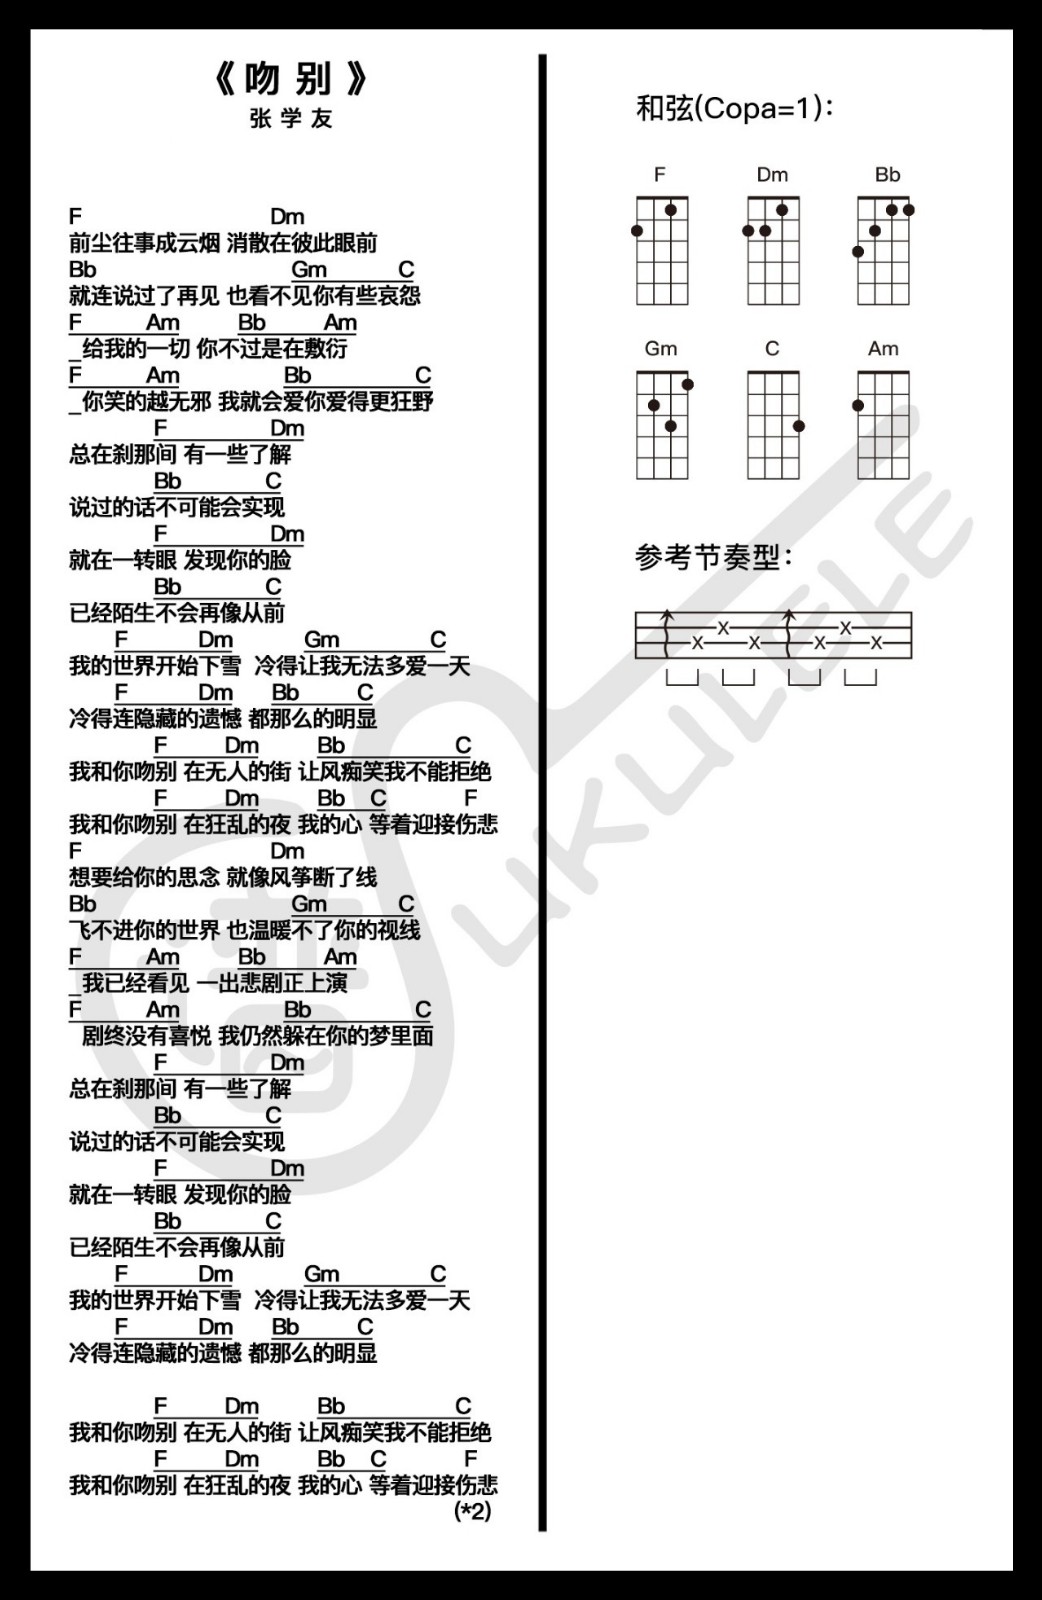 《吻别》
张学友
F Dm
前尘往事成云烟 消散在彼此眼前
Bb Gm C
就连说过了再见 也看不见你有些哀怨
F Am Bb Am
_给我的一切 你不过是在敷衍
F Am Bb C
_你笑的越无邪 我就会爱你爱得更狂野
F Dm
总在刹那间 有一些了解
Bb C
说过的话不可能会实现
F Dm
就在一转眼 发现你的脸
Bb C
已经陌生不会再像从前
F Dm Gm C
我的世界开始下雪 冷得让我无法多爱一天
F Dm Bb C
冷得连隐藏的遗憾 都那么的明显
F Dm Bb C
我和你吻别 在无人的街 让风痴笑我不能拒绝
F Dm Bb C F
我和你吻别 在狂乱的夜 我的心 等着迎接伤悲
F Dm
想要给你的思念 就像风筝断了线
Bb Gm C
飞不进你的世界 也温暖不了你的视线
F Am Bb Am
_我已经看见 一出悲剧正上演
F Am Bb C
剧终没有喜悦 我仍然躲在你的梦里面
F Dm
总在刹那间 有一些了解
Bb C
说过的话不可能会实现
F Dm
就在一转眼 发现你的脸
Bb C
已经陌生不会再像从前
F Dm Gm C
我的世界开始下雪 冷得让我无法多爱一天
F Dm Bb C
冷得连隐藏的遗憾 都那么的明显
F Dm Bb C
我和你吻别 在无人的街 让风痴笑我不能拒绝
F Dm Bb C F
我和你吻别 在狂乱的夜 我的心 等着迎接伤悲
(*2)
和弦(Copa=1):
F Dm Bb
Gm C Am
参考节奏型:
X X X X X X
UKULELE